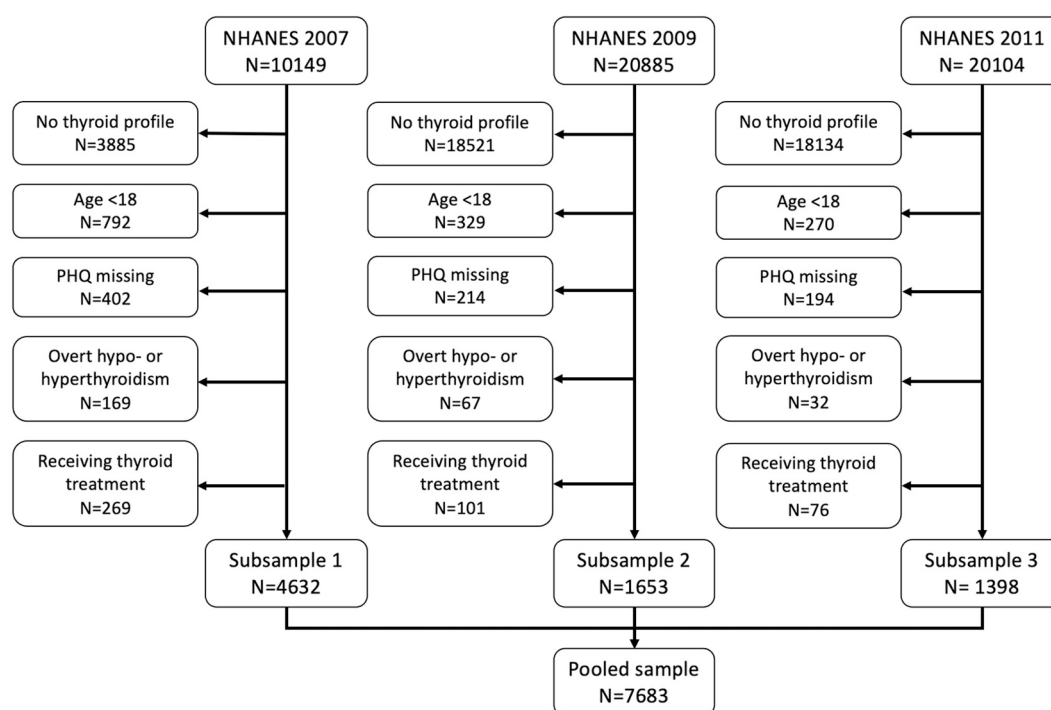 NHANES 2007
N=10149
No thyroid profile
N=3885
Age <18
N=792
PHQ missing
N=402
Overt hypo- or
hyperthyroidism
N=169
Receiving thyroid
treatment
N=269
Subsample 1
N=4632
NHANES 2009
N=20885
No thyroid profile
N=18521
Age <18
N=329
PHQ missing
N=214
Overt hypo- or
hyperthyroidism
N=67
Receiving thyroid
treatment
N=101
Subsample 2
N=1653
NHANES 2011
N= 20104
No thyroid profile
N=18134
Age <18
N=270
PHQ missing
N=194
Overt hypo- or
hyperthyroidism
N=32
Receiving thyroid
treatment
N=76
Subsample 3
N= 1398
Pooled sample
N=7683